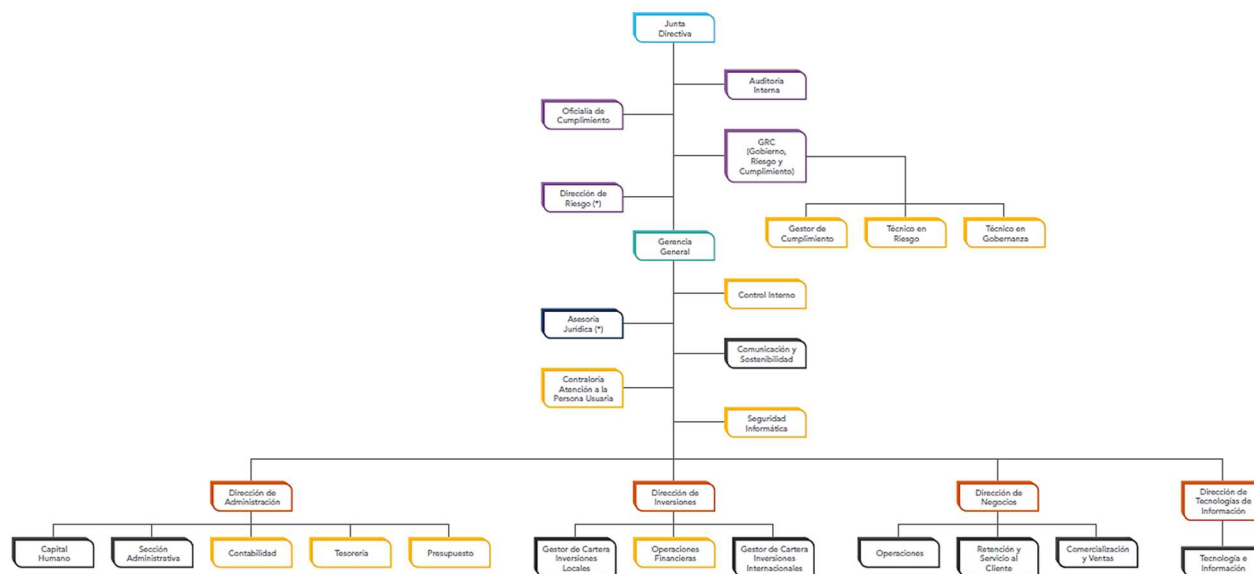 Junta
Directiva
Auditoría
Interna
Oficialía de
Cumplimiento
GRC
(Gobierno,
Riesgo y
Cumplimiento)
Dirección de
Riesgo (*)
Gestor de
Cumplimiento
Técnico en
Riesgo
Técnico en
Gobernanza
Gerencia
General
Control Interno
Asesoría
Jurídica (*)
Comunicación y
Sostenibilidad
Contraloría
Atención a la
Persona Usuaria
Seguridad
Informática
Dirección de
Administración
Dirección de
Inversiones
Dirección de
Negocios
Dirección de
Tecnologías de
Información
Capital
Humano
Sección
Administrativa
Contabilidad
Tesorería
Presupuesto
Gestor de Cartera
Inversiones
Locales
Operaciones
Financieras
Gestor de Cartera
Inversiones
Internacionales
Operaciones
Retención y
Servicio al
Cliente
Comercialización
y Ventas
Tecnología e
Información